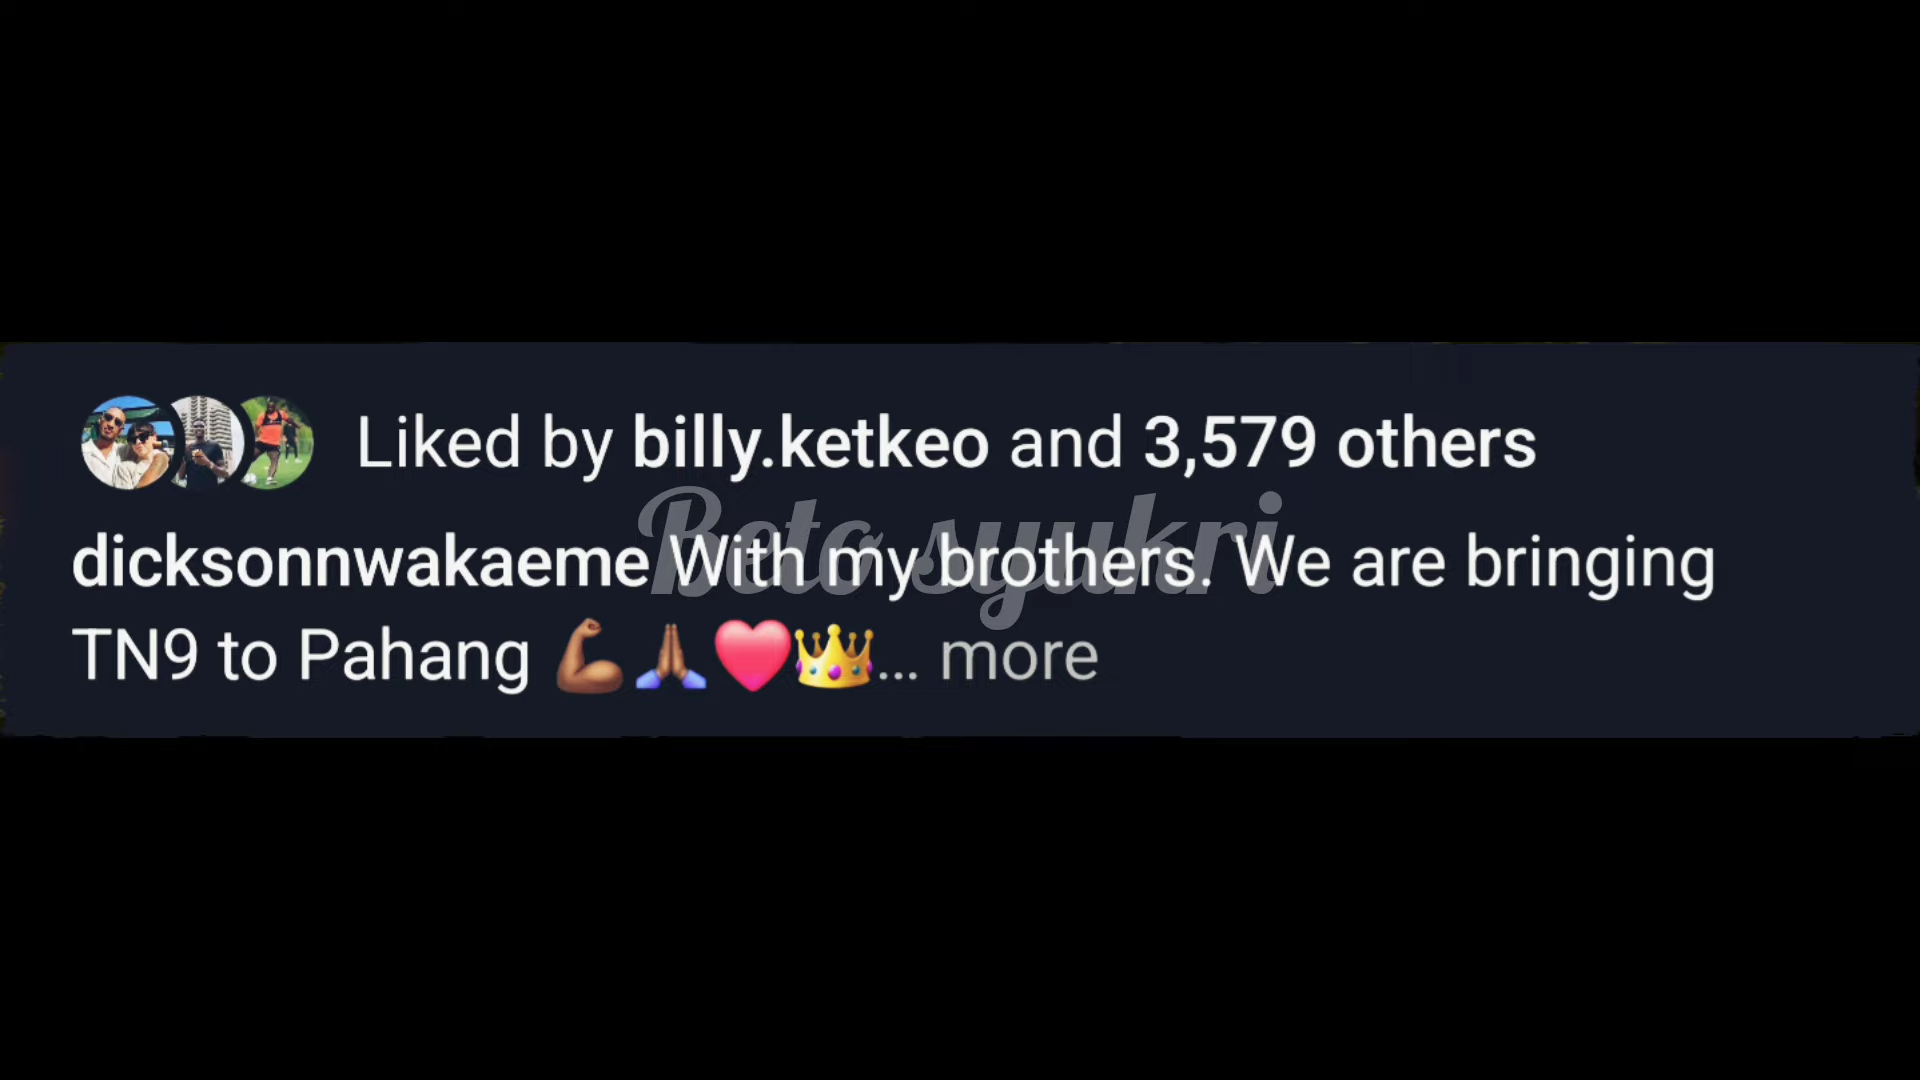 Liked by billy.ketkeo and 3,579 others
Beto syukri
dicksonnwakaeme With my brothers. We are bringing
TN9 to Pahang 💪🏾🙏🏾❤️👑... more